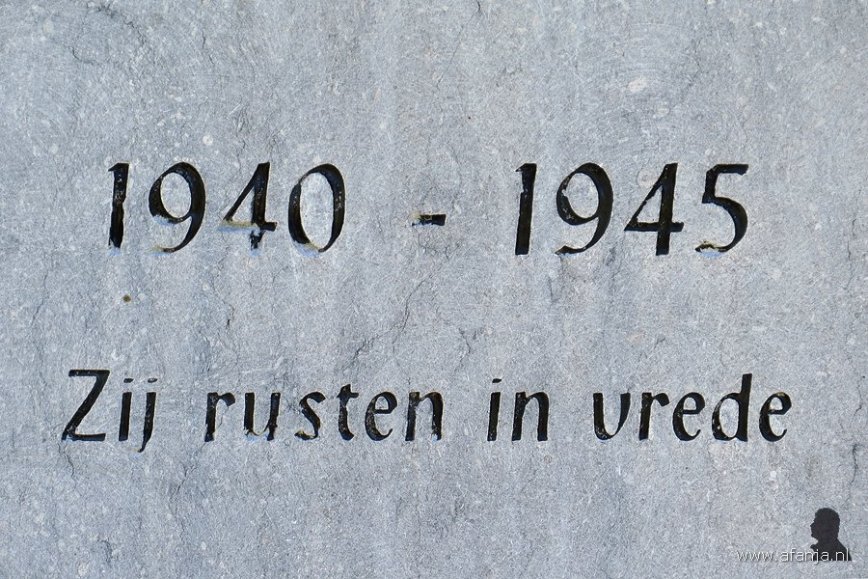 1940 - 1945
Zij rusten in vrede
www.afanja.nl